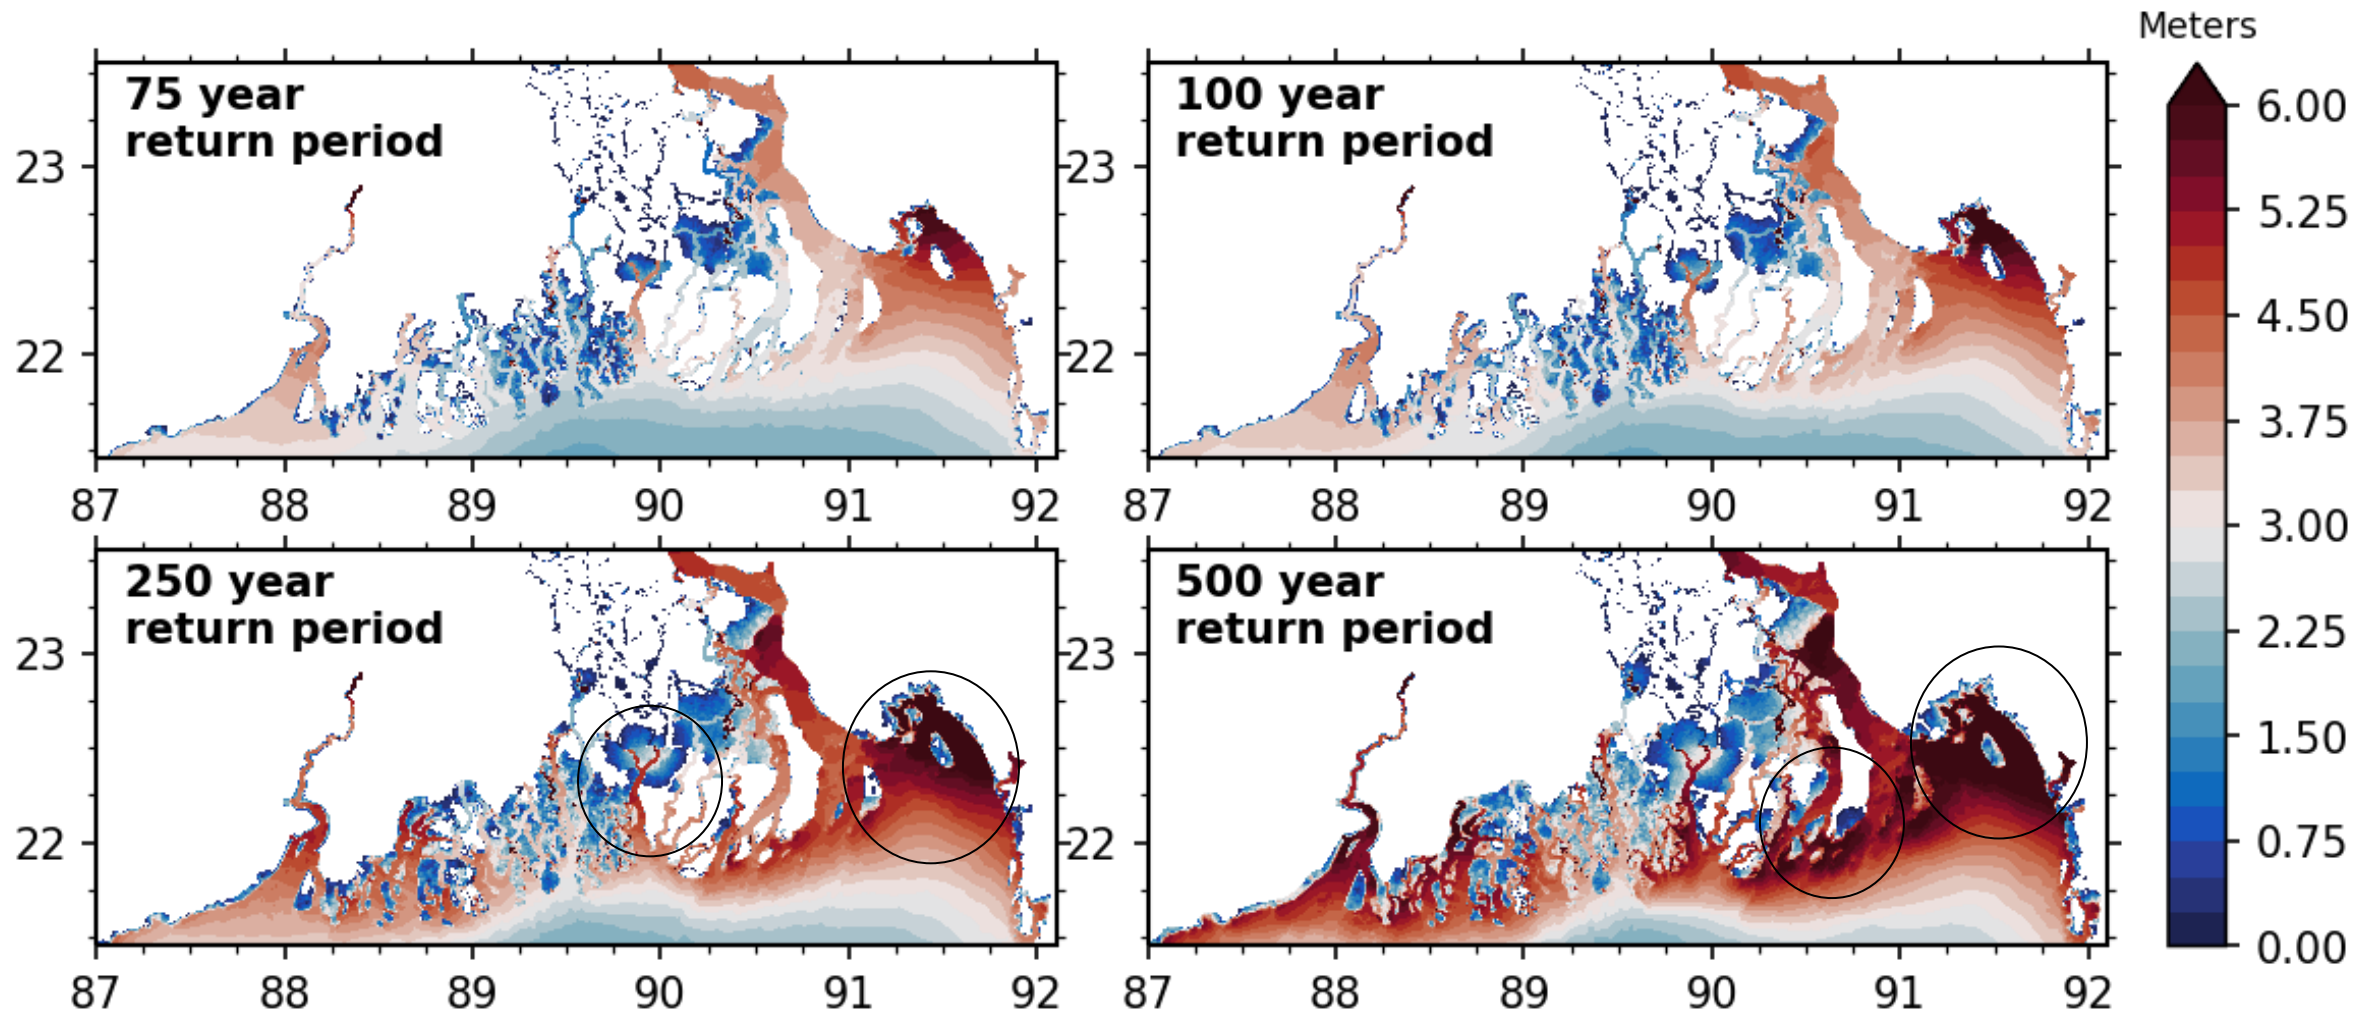 Meters
75 year
return period
100 year
return period
6.00
5.25
4.50
3.75
3.00
2.25
1.50
0.75
0.00
23
22
23
22
87 88 89 90 91 92
87 88 89 90 91 92
250 year
return period
500 year
return period
23
22
23
22
87 88 89 90 91 92
87 88 89 90 91 92